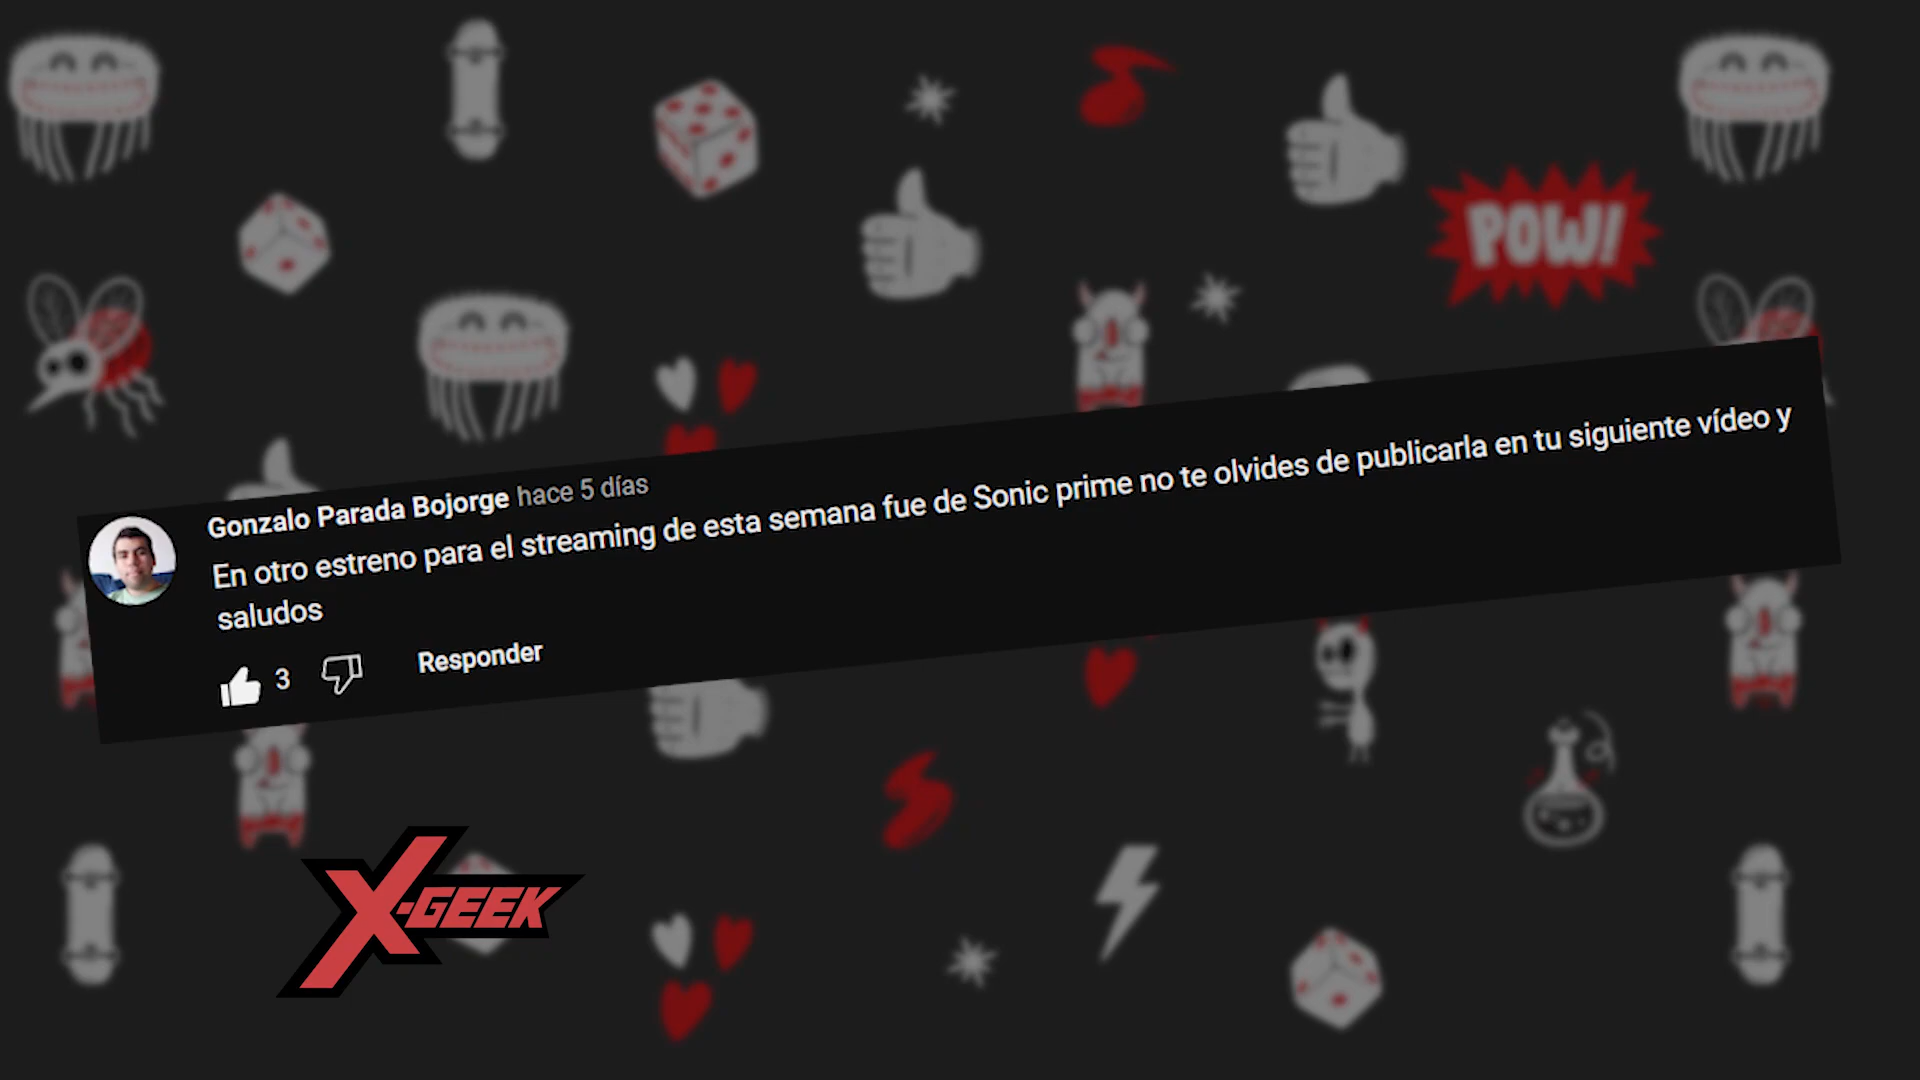 POW!
Gonzalo Parada Bojorge hace 5 días
En otro estreno para el streaming de esta semana fue de Sonic prime no te olvides de publicarla en tu siguiente vídeo y
saludos
3
Responder
X-GEEK